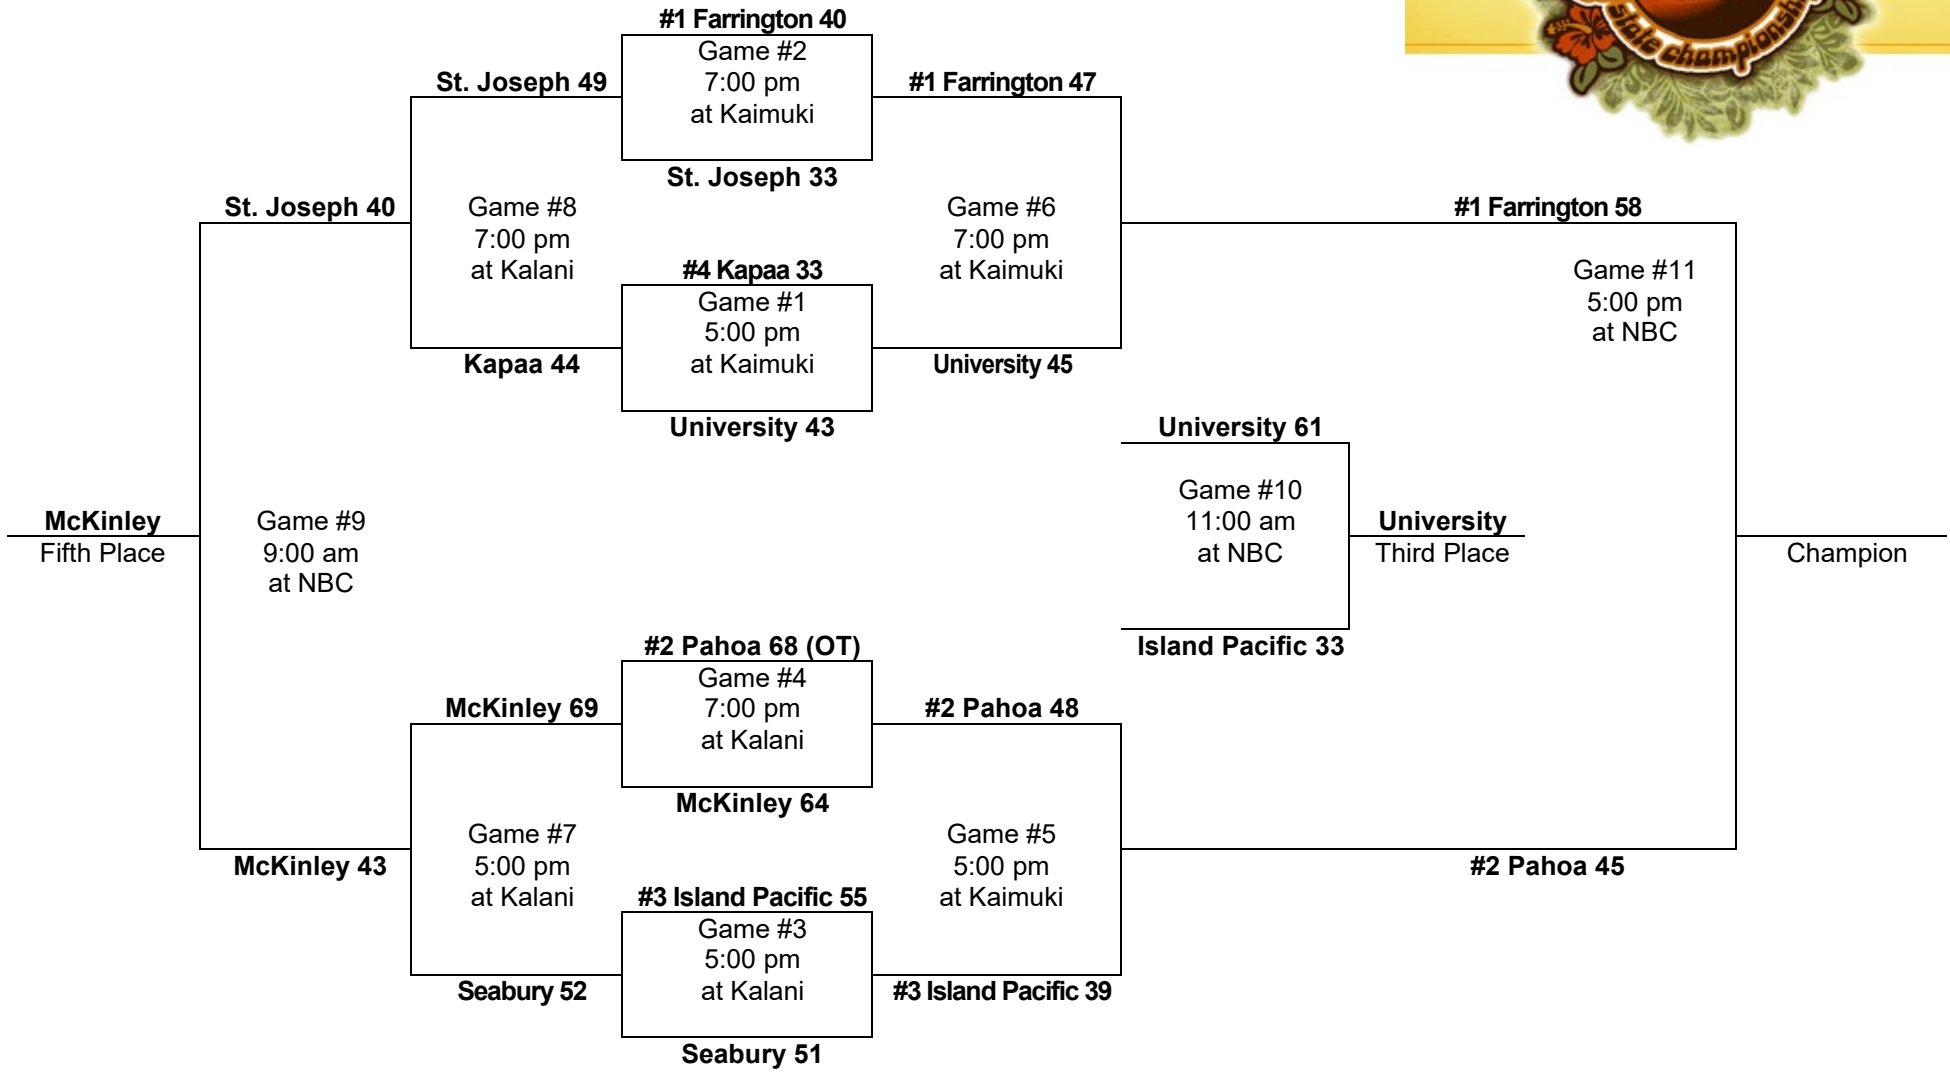 state championship
#1 Farrington 40
Game #2
7:00 pm
at Kaimuki
St. Joseph 33
St. Joseph 49
#1 Farrington 47
St. Joseph 40
Game #8
7:00 pm
at Kalani
Game #6
7:00 pm
at Kaimuki
#1 Farrington 58
#4 Kapaa 33
Game #1
5:00 pm
at Kaimuki
University 43
Game #11
5:00 pm
at NBC
Kapaa 44
University 45
University 61
Game #10
11:00 am
at NBC
Island Pacific 33
McKinley
Fifth Place
Game #9
9:00 am
at NBC
University
Third Place
Champion
#2 Pahoa 68 (OT)
Game #4
7:00 pm
at Kalani
McKinley 64
McKinley 69
#2 Pahoa 48
McKinley 43
Game #7
5:00 pm
at Kalani
Game #5
5:00 pm
at Kaimuki
#2 Pahoa 45
#3 Island Pacific 55
Game #3
5:00 pm
at Kalani
Seabury 51
Seabury 52
#3 Island Pacific 39